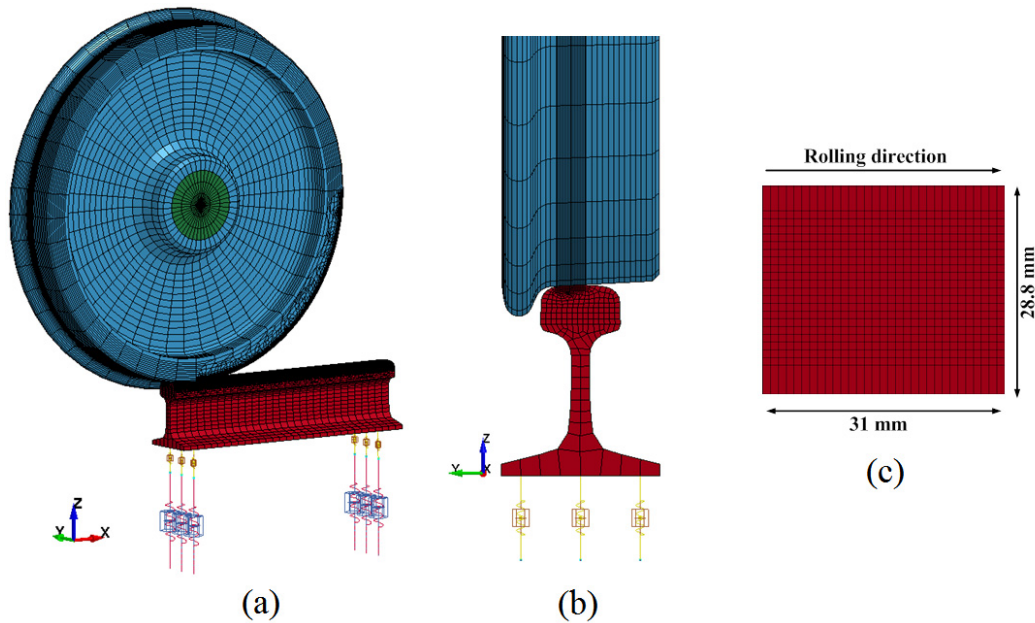 Z
Y
X
(a)
Z
Y
X
(b)
Rolling direction
28.8 mm
31 mm
(c)